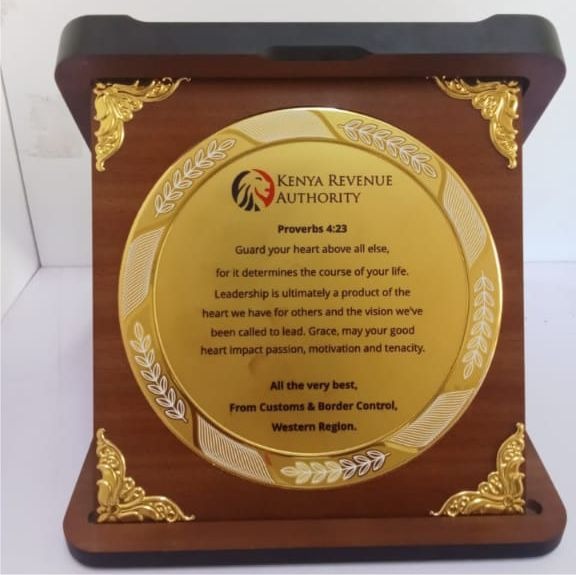 KENYA REVENUE
AUTHORITY
Proverbs 4:23
Guard your heart above all else,
for it determines the course of your life.
Leadership is ultimately a product of the
heart we have for others and the vision we've
been called to lead. Grace, may your good
heart impact passion, motivation and tenacity.
All the very best,
From Customs & Border Control,
Western Region.